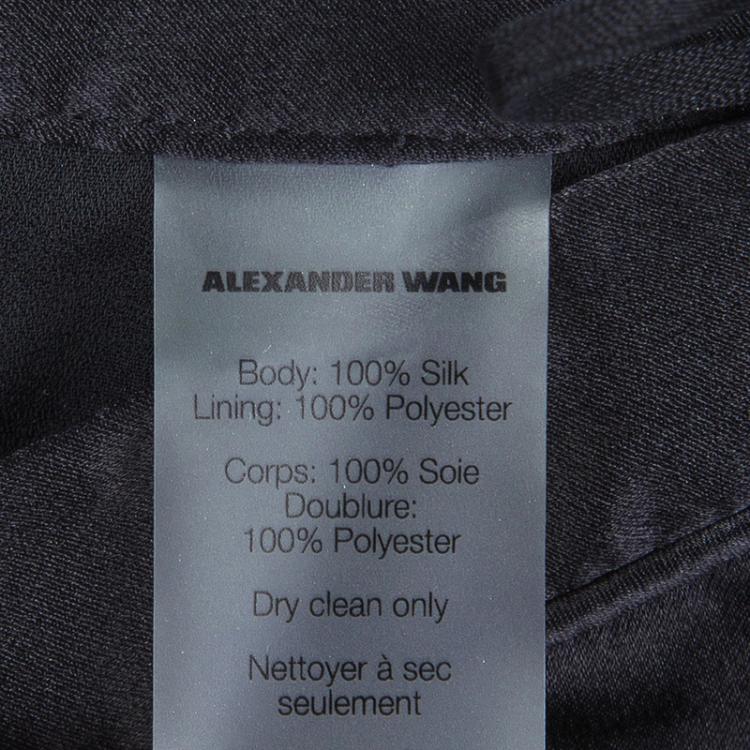 ALEXANDER WANG
Body: 100% Silk
Lining: 100% Polyester
Corps: 100% Soie
Doublure:
100% Polyester
Dry clean only
Nettoyer à sec
seulement